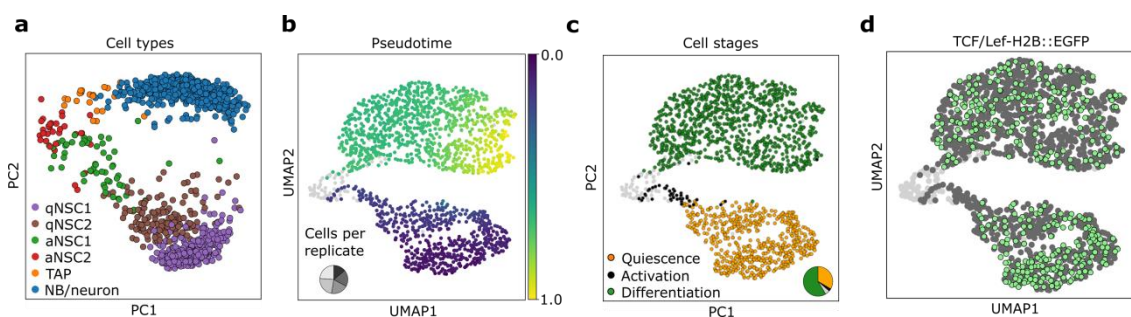 a
Cell types
PC2
qNSC1
qNSC2
aNSC1
aNSC2
TAP
NB/neuron
PC1
b
Pseudotime
0.0
UMAP2
Cells per
replicate
1.0
UMAP1
c
Cell stages
PC2
Quiescence
Activation
Differentiation
PC1
d
TCF/Lef-H2B::EGFP
UMAP2
UMAP1